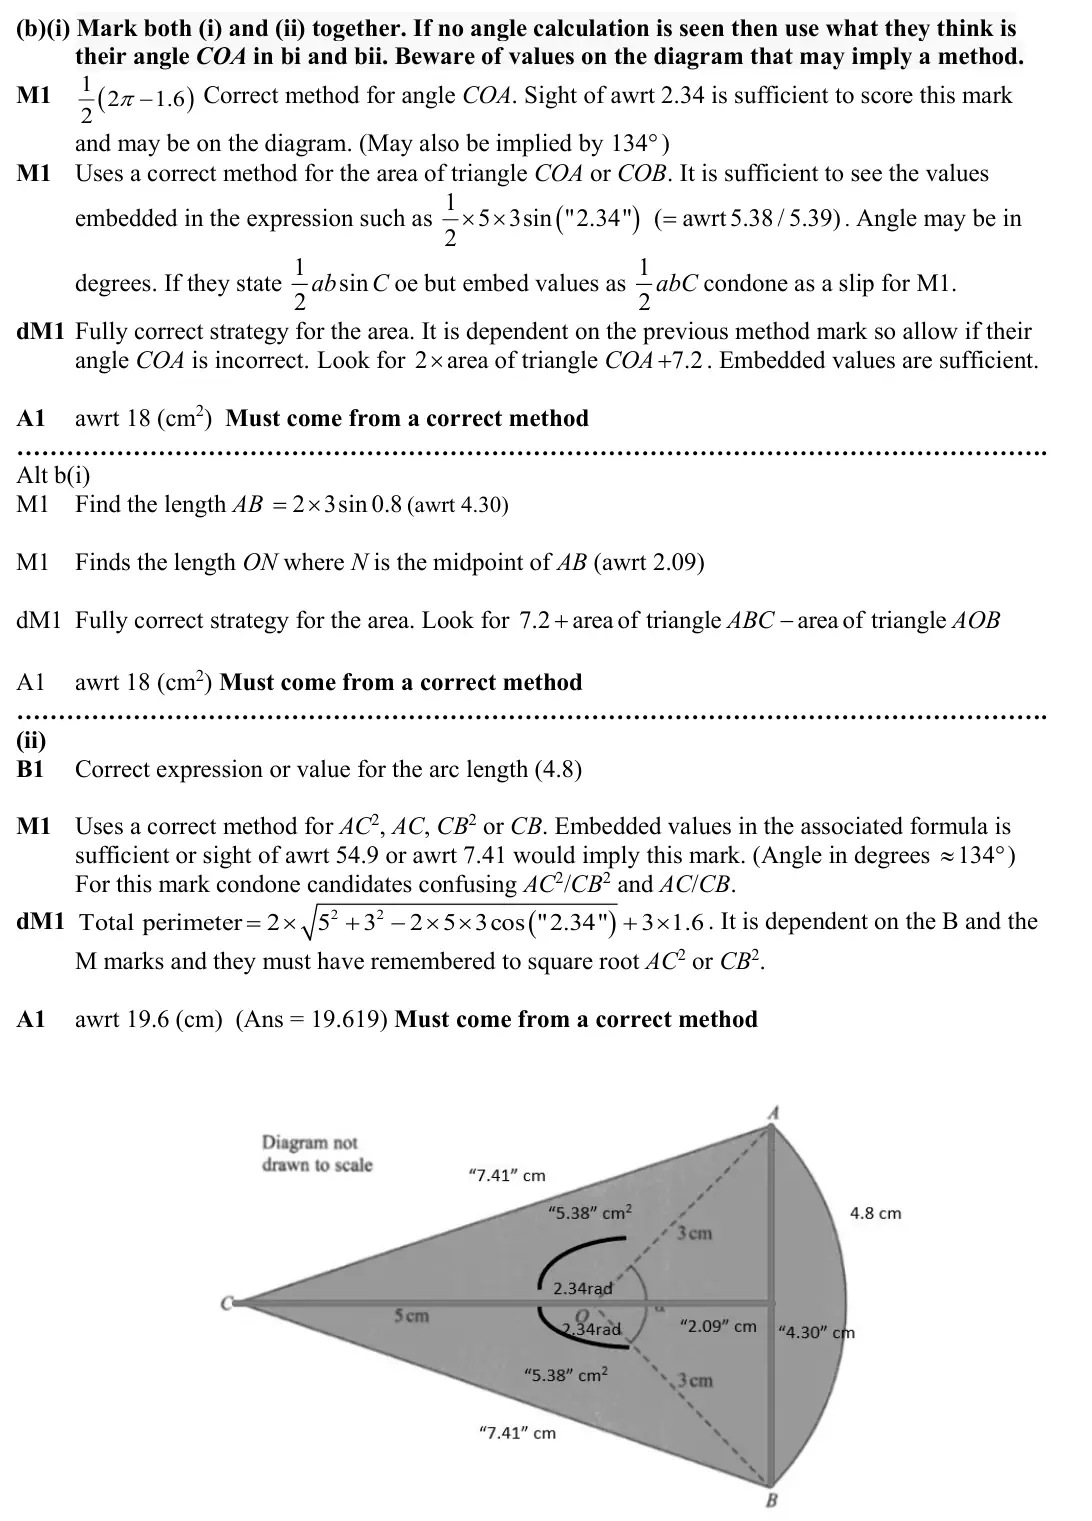 (b)(i) Mark both (i) and (ii) together. If no angle calculation is seen then use what they think is
their angle COA in bi and bii. Beware of values on the diagram that may imply a method.
M1 1/2(2π − 1.6) Correct method for angle COA. Sight of awrt 2.34 is sufficient to score this mark
and may be on the diagram. (May also be implied by 134°)
M1 Uses a correct method for the area of triangle COA or COB. It is sufficient to see the values
embedded in the expression such as 1/2 × 5 × 3 sin("2.34") (= awrt 5.38 / 5.39). Angle may be in
degrees. If they state 1/2 ab sin C oe but embed values as 1/2 abC condone as a slip for M1.
dM1 Fully correct strategy for the area. It is dependent on the previous method mark so allow if their
angle COA is incorrect. Look for 2 × area of triangle COA + 7.2. Embedded values are sufficient.
A1 awrt 18 (cm²) Must come from a correct method
Alt b(i)
M1 Find the length AB = 2 × 3 sin 0.8 (awrt 4.30)
M1 Finds the length ON where N is the midpoint of AB (awrt 2.09)
dM1 Fully correct strategy for the area. Look for 7.2 + area of triangle ABC − area of triangle AOB
A1 awrt 18 (cm²) Must come from a correct method
(ii)
B1 Correct expression or value for the arc length (4.8)
M1 Uses a correct method for AC², AC, CB² or CB. Embedded values in the associated formula is
sufficient or sight of awrt 54.9 or awrt 7.41 would imply this mark. (Angle in degrees ≈ 134°)
For this mark condone candidates confusing AC²/CB² and AC/CB.
dM1 Total perimeter = 2 × √(5² + 3² − 2 × 5 × 3 cos("2.34")) + 3 × 1.6. It is dependent on the B and the
M marks and they must have remembered to square root AC² or CB².
A1 awrt 19.6 (cm) (Ans = 19.619) Must come from a correct method
A
Diagram not
drawn to scale
"7.41" cm
"5.38" cm²
4.8 cm
3 cm
2.34rad
C
5 cm
O
α
2.34rad
"2.09" cm
"4.30" cm
"5.38" cm²
3 cm
"7.41" cm
B